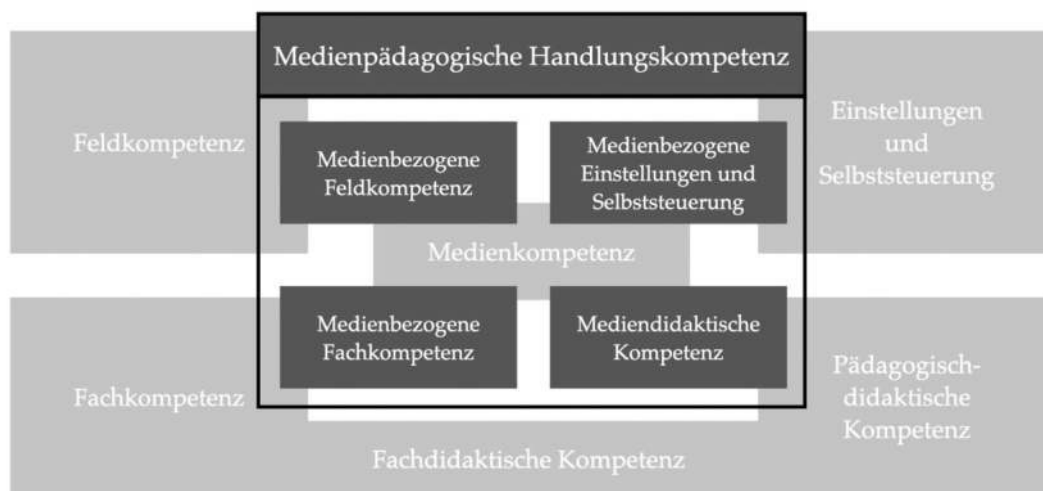 Medienpädagogische Handlungskompetenz
Feldkompetenz
Medienbezogene
Feldkompetenz
Medienbezogene
Einstellungen und
Selbststeuerung
Einstellungen
und
Selbststeuerung
Medienkompetenz
Fachkompetenz
Medienbezogene
Fachkompetenz
Mediendidaktische
Kompetenz
Pädagogisch-
didaktische
Kompetenz
Fachdidaktische Kompetenz